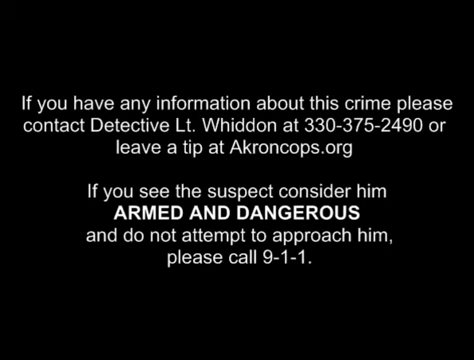 If you have any information about this crime please
contact Detective Lt. Whiddon at 330-375-2490 or
leave a tip at Akroncops.org
If you see the suspect consider him
ARMED AND DANGEROUS
and do not attempt to approach him,
please call 9-1-1.